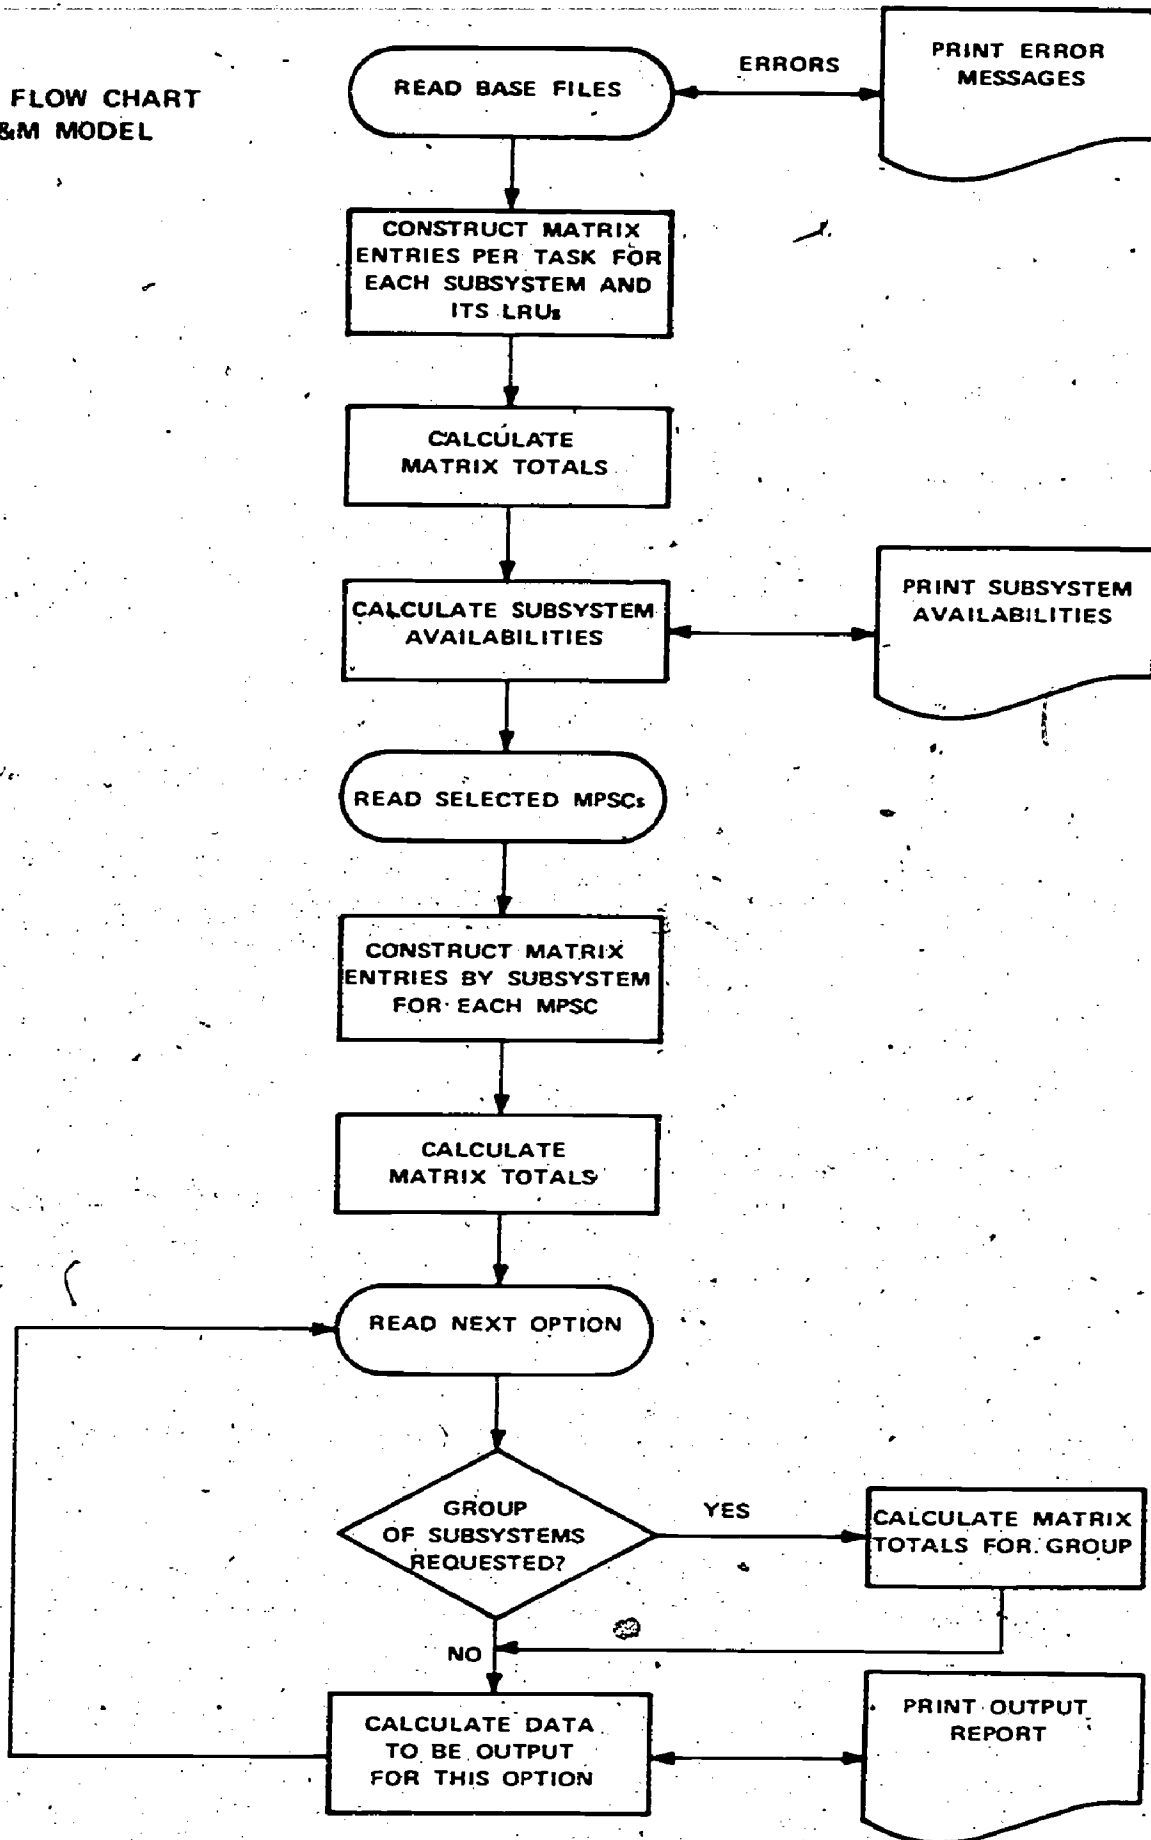 FLOW CHART
&M MODEL
READ BASE FILES
ERRORS
PRINT ERROR
MESSAGES
CONSTRUCT MATRIX
ENTRIES PER TASK FOR
EACH SUBSYSTEM AND
ITS LRUs
CALCULATE
MATRIX TOTALS
CALCULATE SUBSYSTEM
AVAILABILITIES
PRINT SUBSYSTEM
AVAILABILITIES
READ SELECTED MPSCs
CONSTRUCT MATRIX
ENTRIES BY SUBSYSTEM
FOR EACH MPSC
CALCULATE
MATRIX TOTALS
READ NEXT OPTION
GROUP
OF SUBSYSTEMS
REQUESTED?
YES
CALCULATE MATRIX
TOTALS FOR GROUP
NO
CALCULATE DATA
TO BE OUTPUT
FOR THIS OPTION
PRINT OUTPUT
REPORT